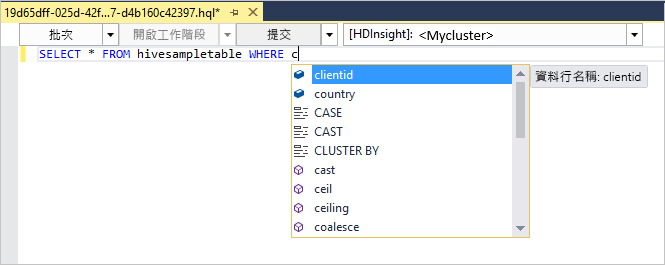 19d65dff-025d-42f...7-d4b160c42397.hql*
批次 開啟工作階段 提交 [HDInsight]: <Mycluster>
SELECT * FROM hivesampletable WHERE c
clientid 資料行名稱: clientid
country
CASE
CAST
CLUSTER BY
cast
ceil
ceiling
coalesce